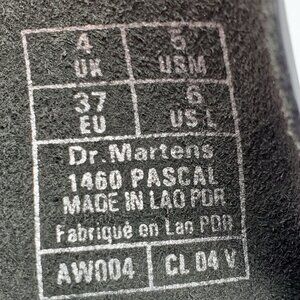 4 5
UK USM
37 6
EU US L
Dr. Martens
1460 PASCAL
MADE IN LAO PDR
Fabriqué en Lao PDR
AW004 CL 04 V